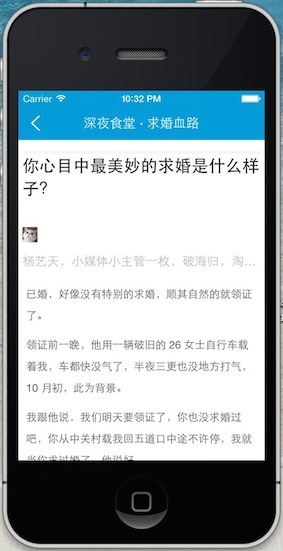 Carrier 10:32 PM
深夜食堂 · 求婚血路
你心目中最美妙的求婚是什么样
子?
杨艺天，小媒体小主管一枚，破海归，淘...
已婚，好像没有特别的求婚，顺其自然的就领证
了。
领证前一晚，他用一辆破旧的 26 女士自行车载
着我，车都快没气了，半夜三更也没地方打气，
10 月初，此为背景。
我跟他说，我们明天要领证了，你也没求婚过
吧，你从中关村载我回五道口中途不许停，我就
当你求过婚了，他说好